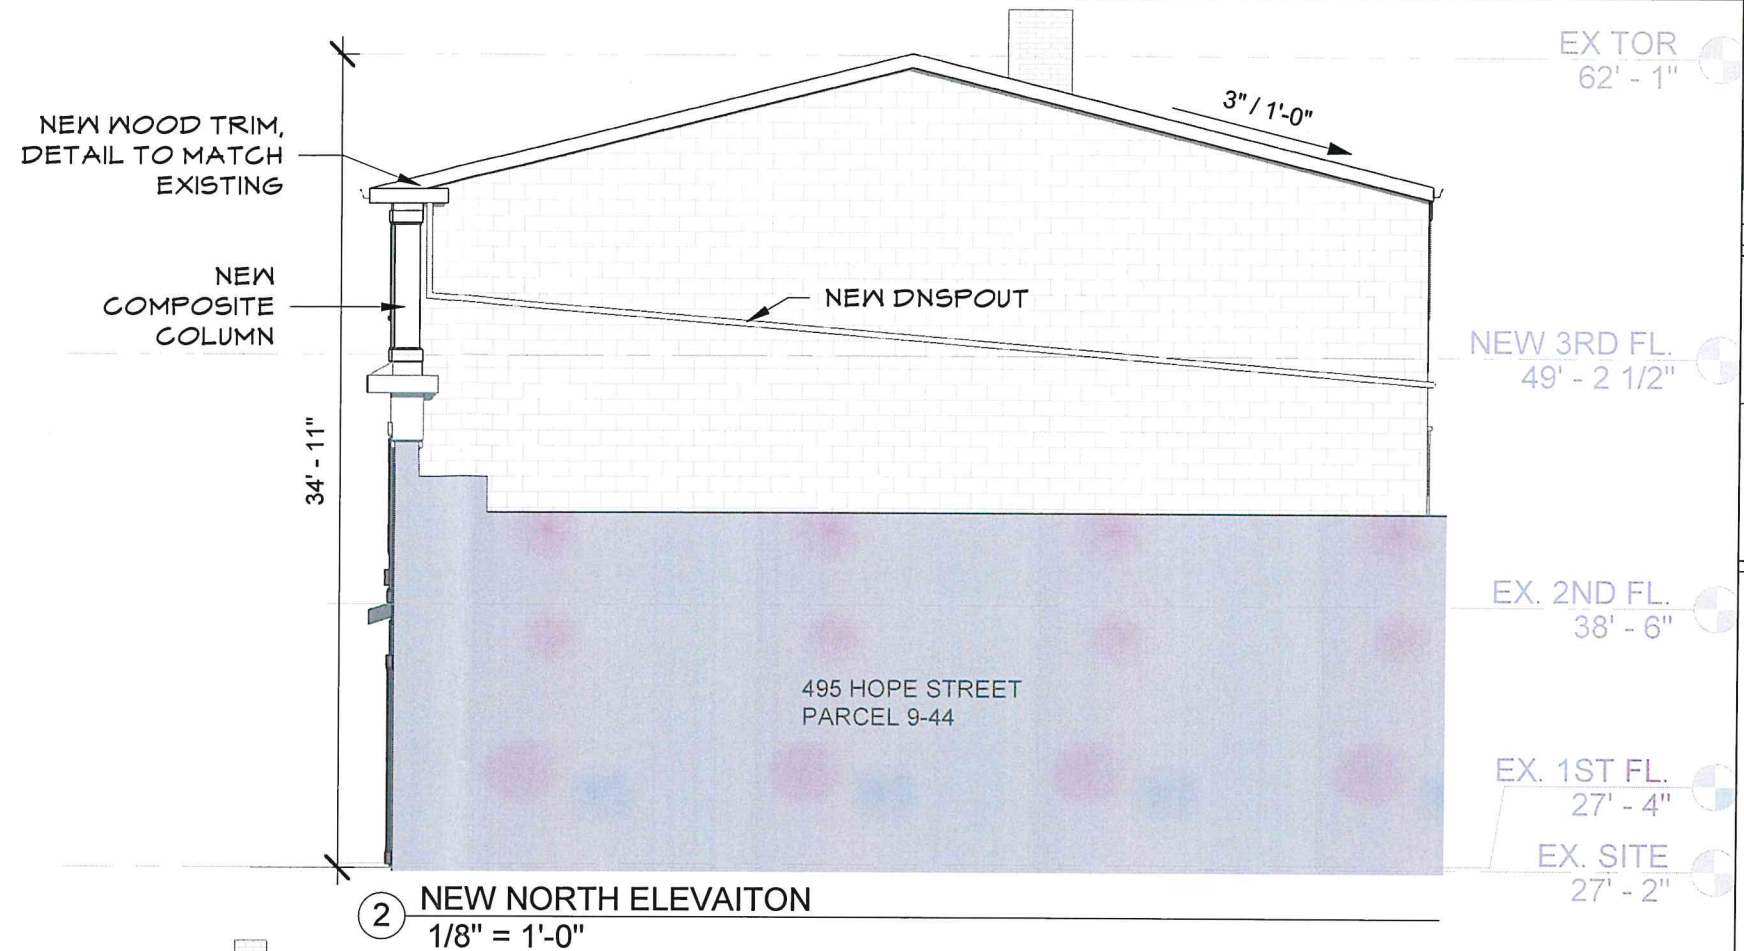 EX TOR
62' - 1"
3" / 1'-0"
NEW WOOD TRIM,
DETAIL TO MATCH
EXISTING
NEW
COMPOSITE
COLUMN
NEW DNSPOUT
NEW 3RD FL.
49' - 2 1/2"
34' - 11"
EX. 2ND FL.
38' - 6"
495 HOPE STREET
PARCEL 9-44
EX. 1ST FL.
27' - 4"
EX. SITE
27' - 2"
2 NEW NORTH ELEVAITON
1/8" = 1'-0"